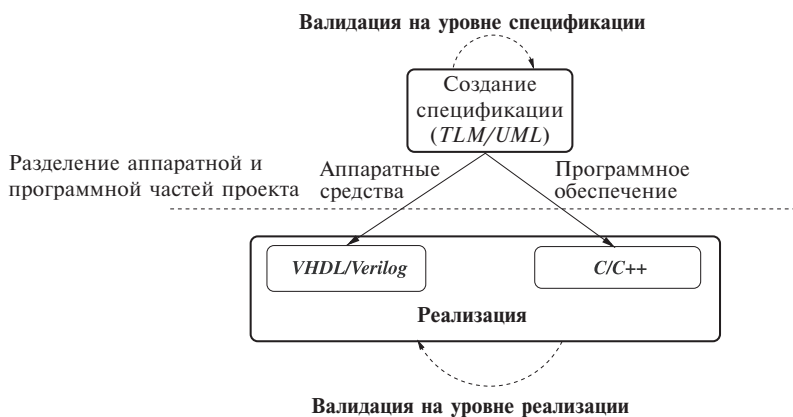 Валидация на уровне спецификации
Создание
спецификации
(TLM/UML)
Разделение аппаратной и
программной частей проекта
Аппаратные
средства
Программное
обеспечение
VHDL/Verilog
C/C++
Реализация
Валидация на уровне реализации